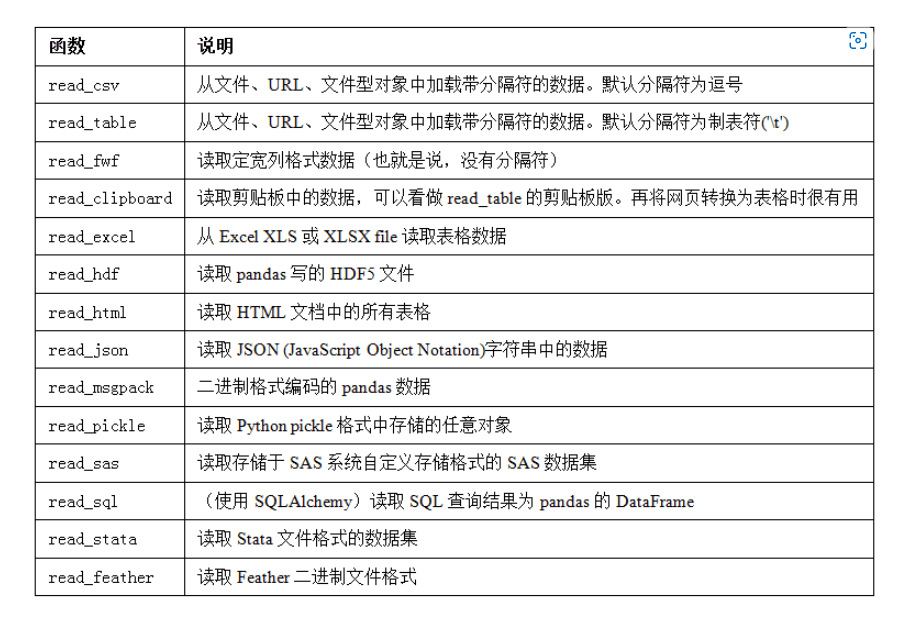 函数 说明
read_csv 从文件、URL、文件型对象中加载带分隔符的数据。默认分隔符为逗号
read_table 从文件、URL、文件型对象中加载带分隔符的数据。默认分隔符为制表符('\t')
read_fwf 读取定宽列格式数据（也就是说，没有分隔符）
read_clipboard 读取剪贴板中的数据，可以看做 read_table 的剪贴板版。再将网页转换为表格时很有用
read_excel 从 Excel XLS 或 XLSX file 读取表格数据
read_hdf 读取 pandas 写的 HDF5 文件
read_html 读取 HTML 文档中的所有表格
read_json 读取 JSON (JavaScript Object Notation)字符串中的数据
read_msgpack 二进制格式编码的 pandas 数据
read_pickle 读取 Python pickle 格式中存储的任意对象
read_sas 读取存储于 SAS 系统自定义存储格式的 SAS 数据集
read_sql （使用 SQLAlchemy）读取 SQL 查询结果为 pandas 的 DataFrame
read_stata 读取 Stata 文件格式的数据集
read_feather 读取 Feather 二进制文件格式